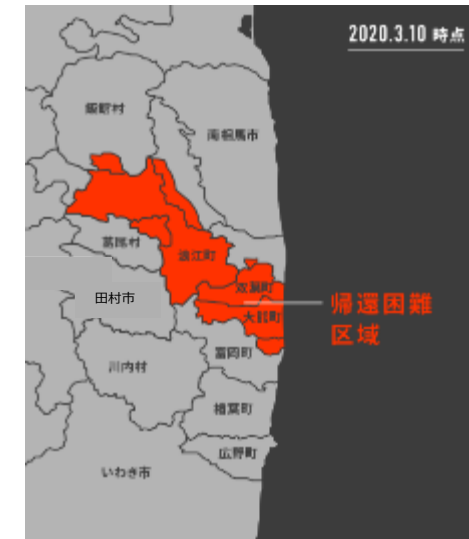 2020.3.10 時点
飯舘村
南相馬市
葛尾村
浪江町
双葉町
田村市
大熊町
帰還困難
区域
富岡町
川内村
楢葉町
広野町
いわき市